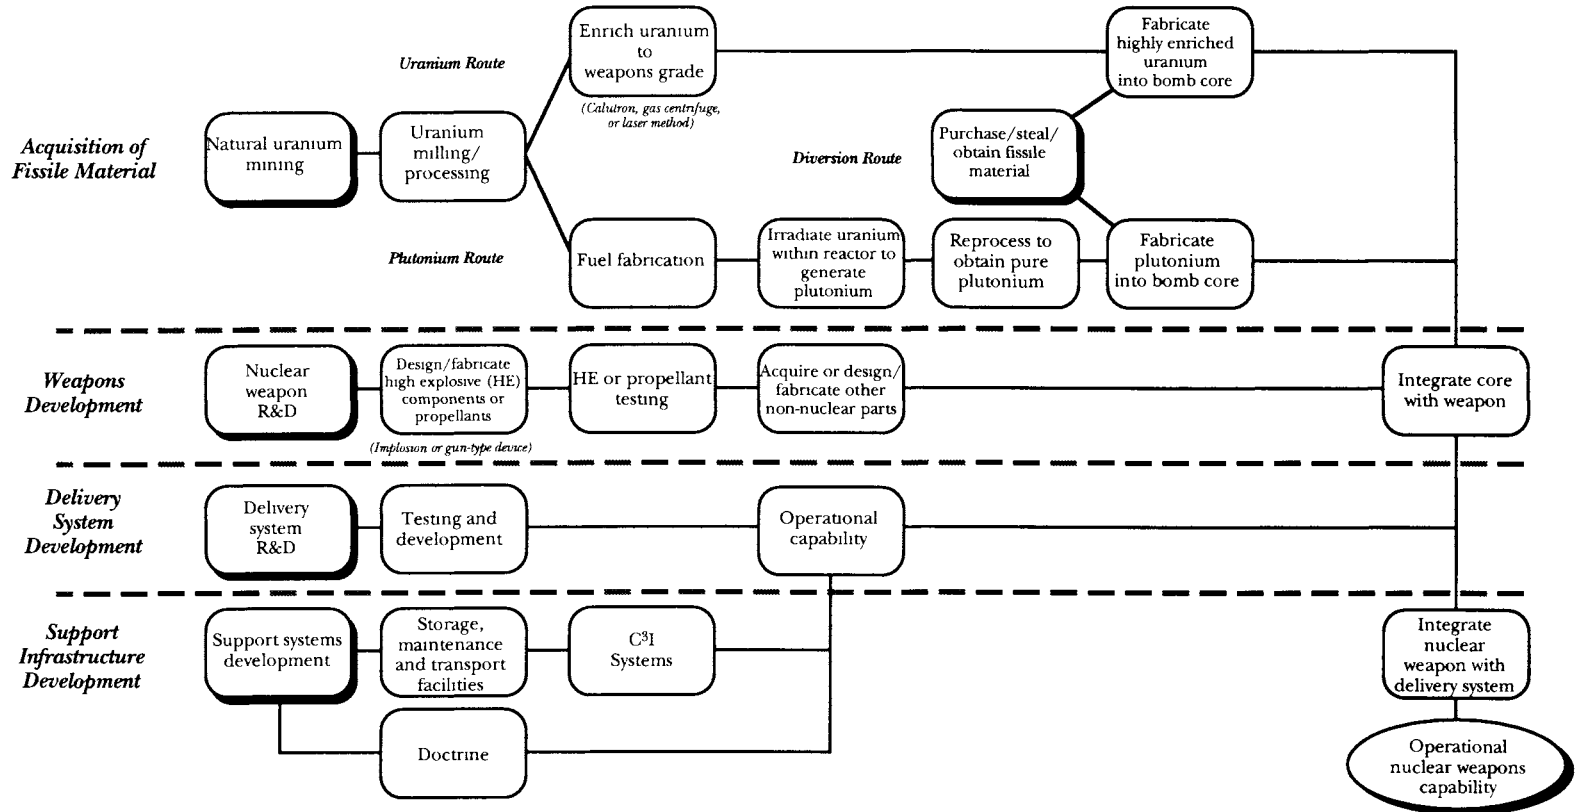 Acquisition of
Fissile Material
Uranium Route
Natural uranium
mining
Uranium
milling/
processing
Enrich uranium
to
weapons grade
(Calutron, gas centrifuge,
or laser method)
Fabricate
highly enriched
uranium
into bomb core
Diversion Route
Purchase/steal/
obtain fissile
material
Plutonium Route
Fuel fabrication
Irradiate uranium
within reactor to
generate
plutonium
Reprocess to
obtain pure
plutonium
Fabricate
plutonium
into bomb core
Weapons
Development
Nuclear
weapon
R&D
Design/fabricate
high explosive (HE)
components or
propellants
(Implosion or gun-type device)
HE or propellant
testing
Acquire or design/
fabricate other
non-nuclear parts
Integrate core
with weapon
Delivery
System
Development
Delivery
system
R&D
Testing and
development
Operational
capability
Support
Infrastructure
Development
Support systems
development
Storage,
maintenance
and transport
facilities
C³I
Systems
Doctrine
Integrate
nuclear
weapon with
delivery system
Operational
nuclear weapons
capability